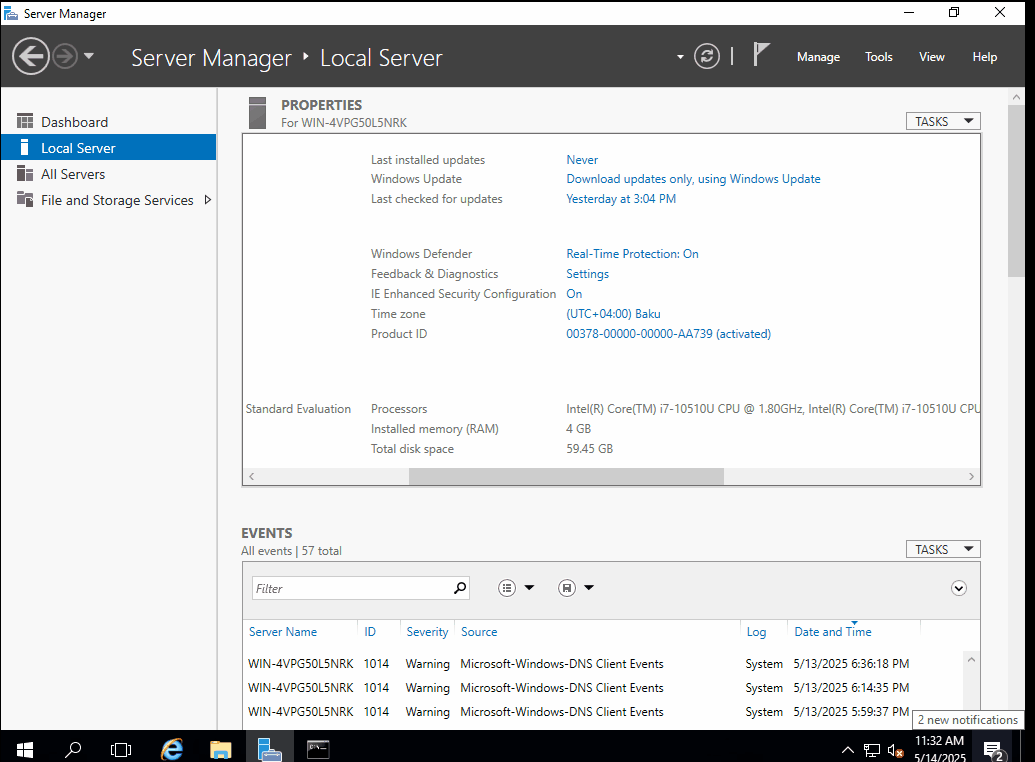 Server Manager
Server Manager ‣ Local Server
Manage Tools View Help
Dashboard
Local Server
All Servers
File and Storage Services
PROPERTIES
For WIN-4VPG50L5NRK
TASKS
Last installed updates Never
Windows Update Download updates only, using Windows Update
Last checked for updates Yesterday at 3:04 PM
Windows Defender Real-Time Protection: On
Feedback & Diagnostics Settings
IE Enhanced Security Configuration On
Time zone (UTC+04:00) Baku
Product ID 00378-00000-00000-AA739 (activated)
Standard Evaluation Processors Intel(R) Core(TM) i7-10510U CPU @ 1.80GHz, Intel(R) Core(TM) i7-10510U CPU
Installed memory (RAM) 4 GB
Total disk space 59.45 GB
EVENTS
All events | 57 total
TASKS
Filter
Server Name ID Severity Source Log Date and Time
WIN-4VPG50L5NRK 1014 Warning Microsoft-Windows-DNS Client Events System 5/13/2025 6:36:18 PM
WIN-4VPG50L5NRK 1014 Warning Microsoft-Windows-DNS Client Events System 5/13/2025 6:14:35 PM
WIN-4VPG50L5NRK 1014 Warning Microsoft-Windows-DNS Client Events System 5/13/2025 5:59:37 PM
2 new notifications
11:32 AM
5/14/2025
2